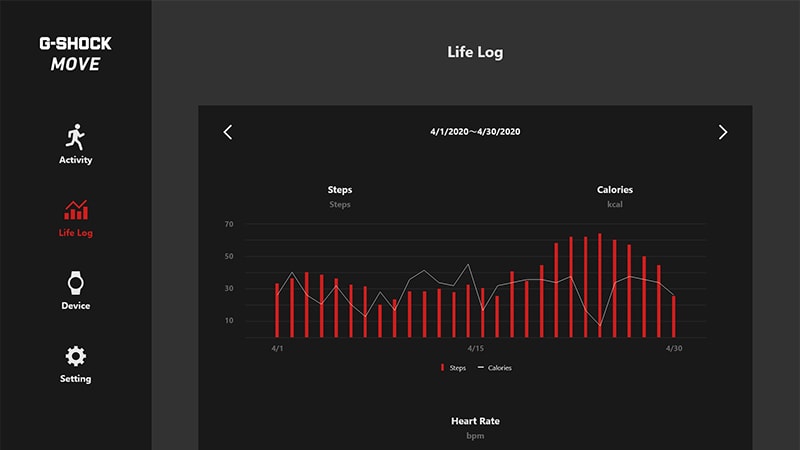 G-SHOCK
MOVE
Activity
Life Log
Device
Setting
Life Log
4/1/2020～4/30/2020
Steps
Steps
Calories
kcal
70
50
30
10
4/1
4/15
4/30
Steps
Calories
Heart Rate
bpm